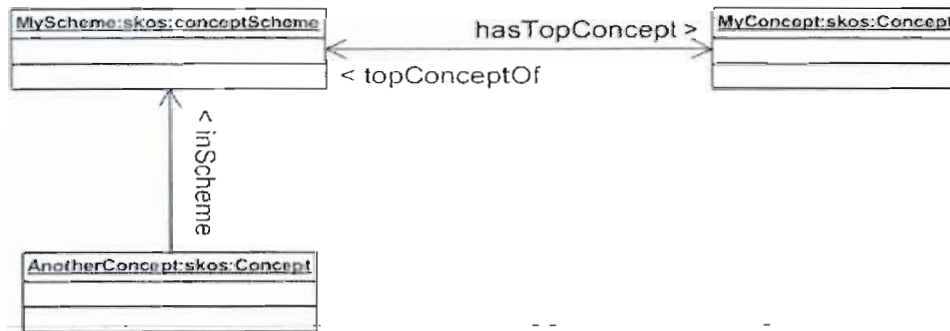 MyScheme:skos:conceptScheme
MyConcept:skos:Concept
hasTopConcept >
< topConceptOf
< inScheme
AnotherConcept:skos:Concept